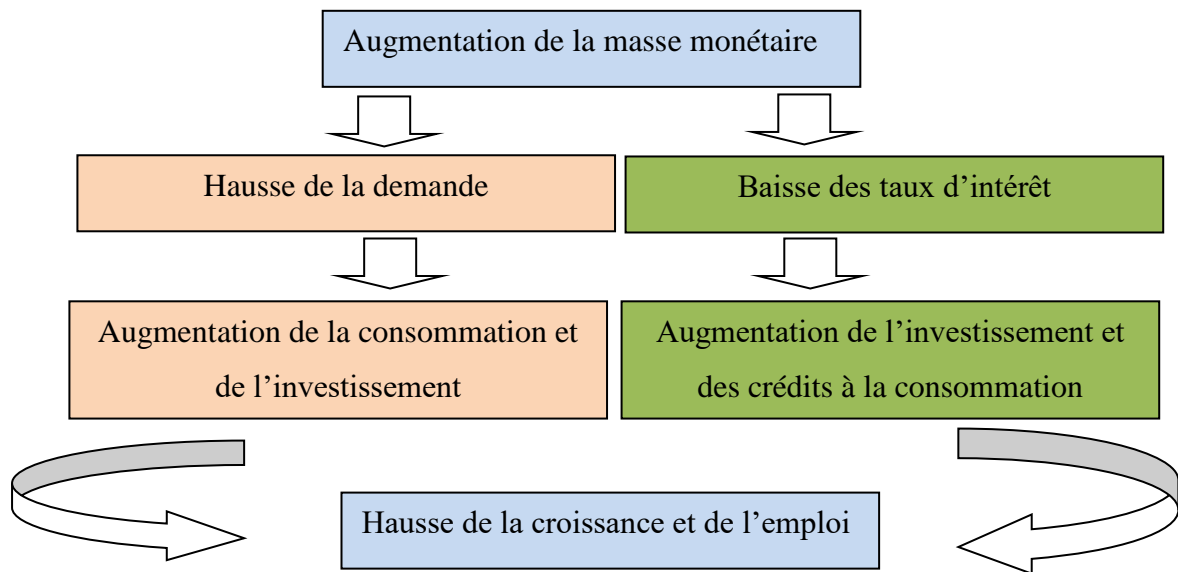 Augmentation de la masse monétaire
Hausse de la demande
Baisse des taux d’intérêt
Augmentation de la consommation et
de l’investissement
Augmentation de l’investissement et
des crédits à la consommation
Hausse de la croissance et de l’emploi